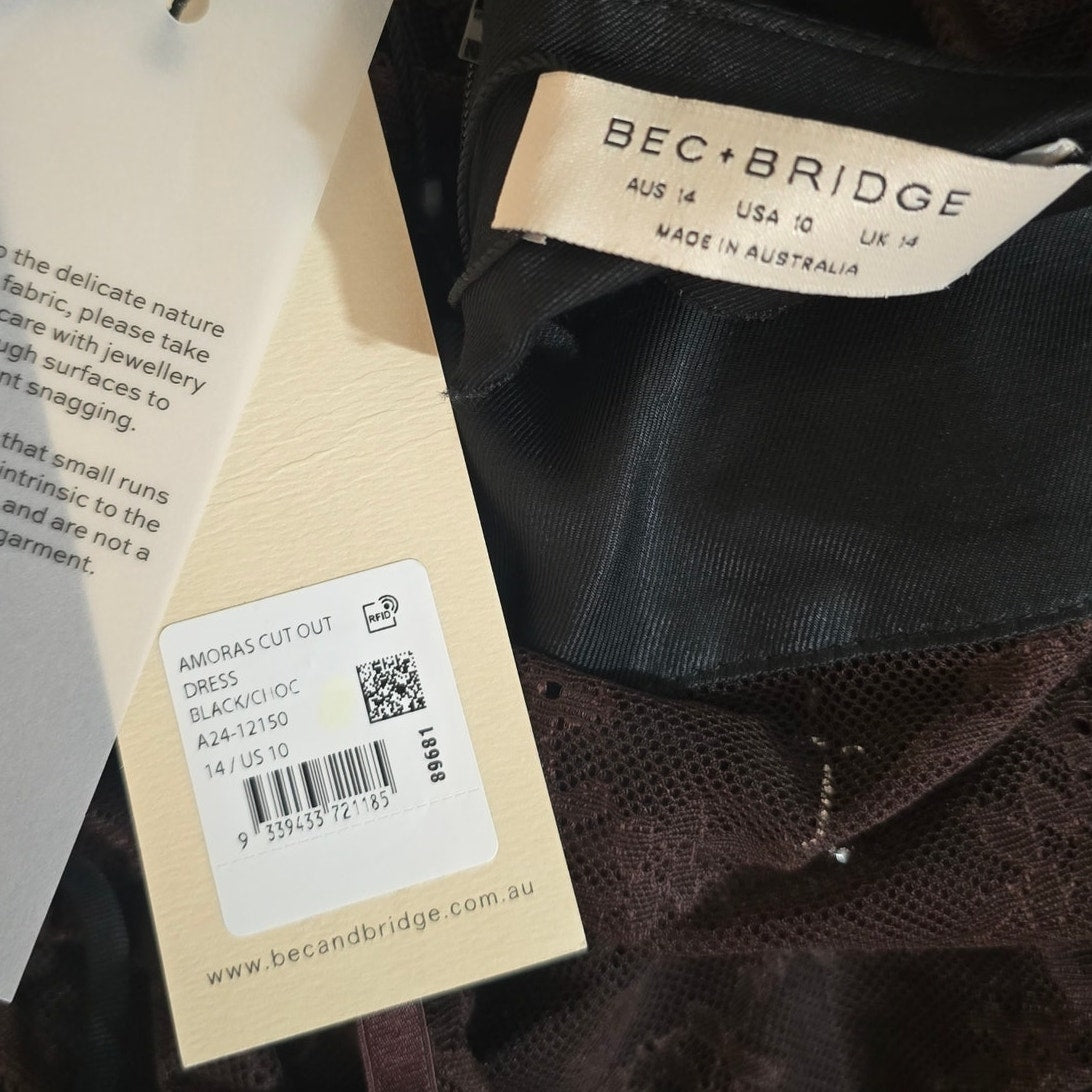 the delicate nature
fabric, please take
care with jewellery
ugh surfaces to
nt snagging.
that small runs
intrinsic to the
and are not a
garment.
BEC+BRIDGE
AUS 14 USA 10 UK 14
MADE IN AUSTRALIA
RFID
AMORAS CUT OUT
DRESS
BLACK/CHOC
A24-12150
14 / US 10
89681
9 339433 721185
www.becandbridge.com.au